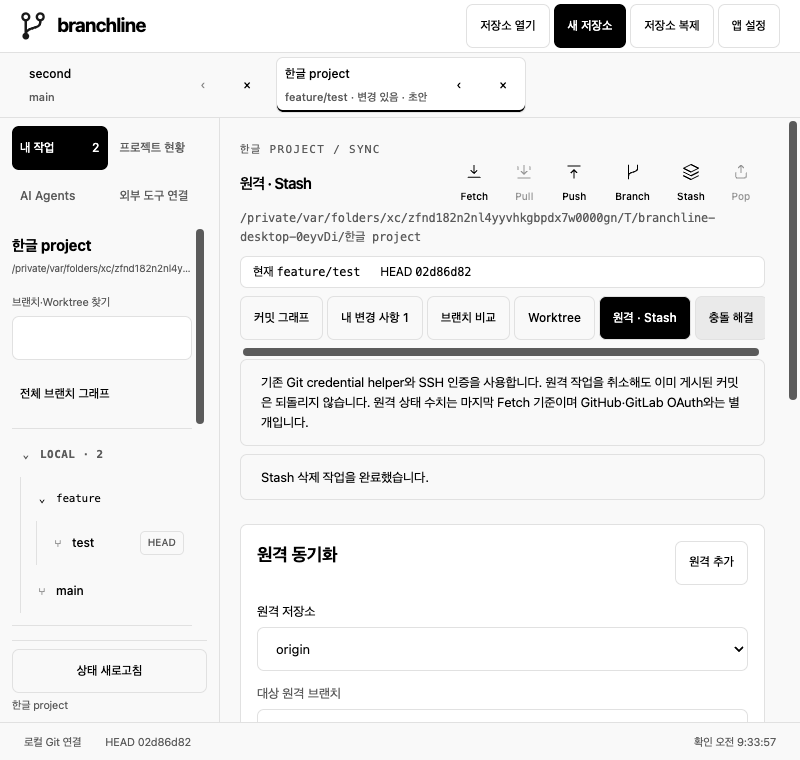 branchline
저장소 열기
새 저장소
저장소 복제
앱 설정
second
main
한글 project
feature/test · 변경 있음 · 초안
내 작업 2
프로젝트 현황
AI Agents
외부 도구 연결
한글 project
/private/var/folders/xc/zfnd182n2nl4y...
브랜치·Worktree 찾기
전체 브랜치 그래프
LOCAL · 2
feature
test HEAD
main
상태 새로고침
한글 project
한글 PROJECT / SYNC
원격 · Stash
Fetch
Pull
Push
Branch
Stash
Pop
/private/var/folders/xc/zfnd182n2nl4yyvhkgbpdx7w0000gn/T/branchline-
desktop-0eyvDi/한글 project
현재 feature/test HEAD 02d86d82
커밋 그래프
내 변경 사항 1
브랜치 비교
Worktree
원격 · Stash
충돌 해결
기존 Git credential helper와 SSH 인증을 사용합니다. 원격 작업을 취소해도 이미 게시된 커밋
은 되돌리지 않습니다. 원격 상태 수치는 마지막 Fetch 기준이며 GitHub·GitLab OAuth와는 별
개입니다.
Stash 삭제 작업을 완료했습니다.
원격 동기화
원격 추가
원격 저장소
origin
대상 원격 브랜치
로컬 Git 연결
HEAD 02d86d82
확인 오전 9:33:57